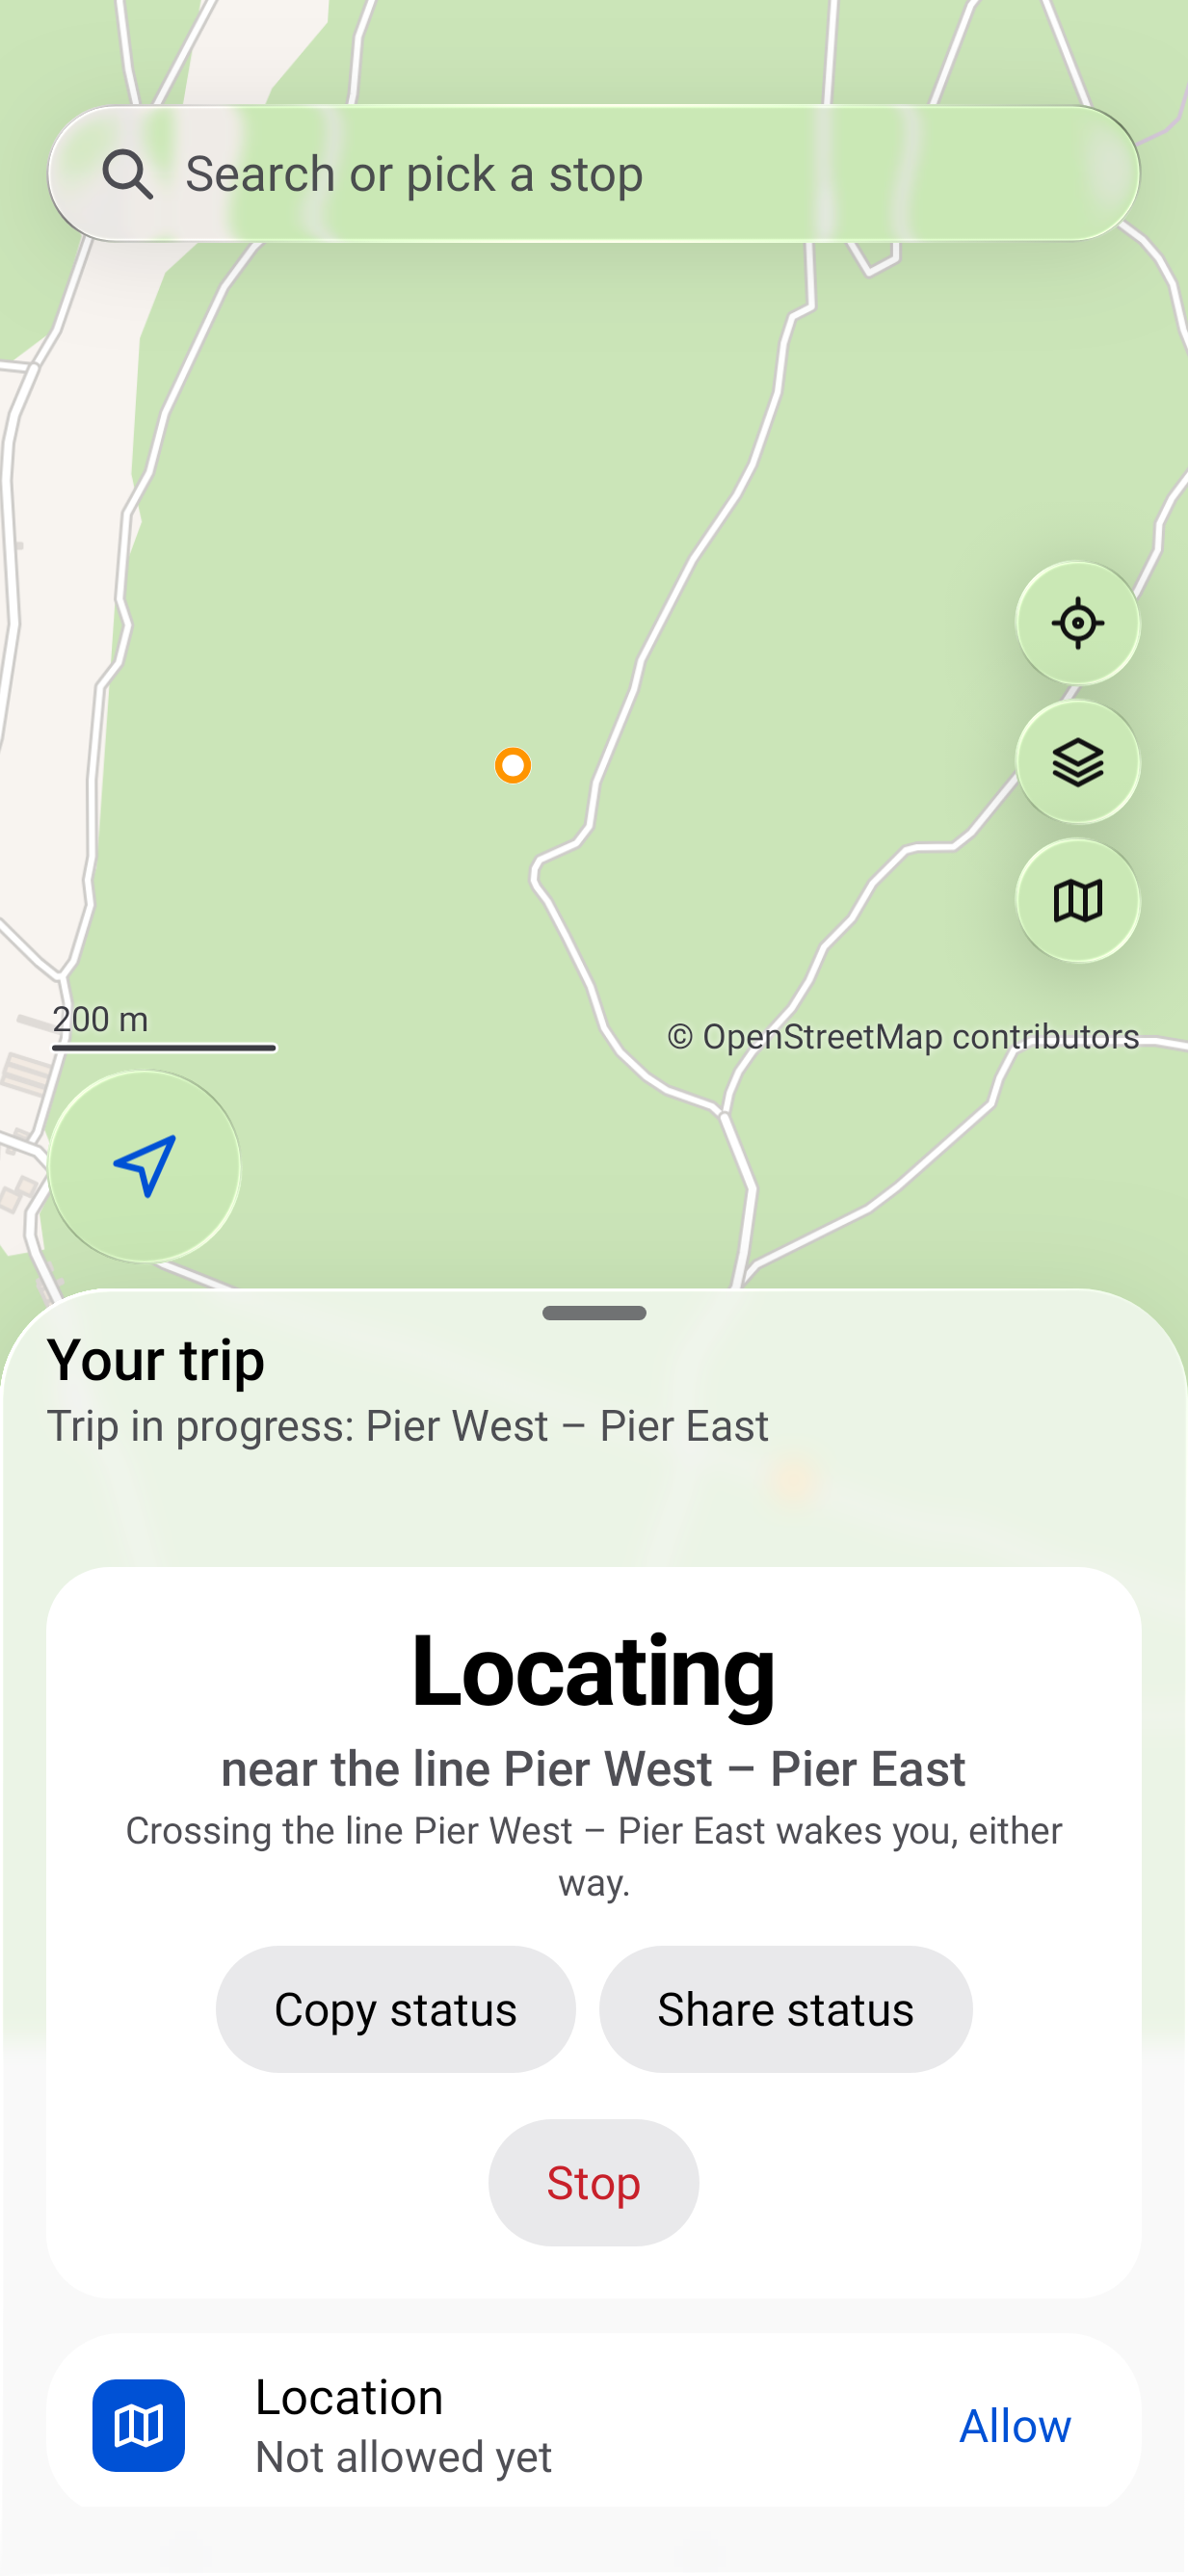 Search or pick a stop
200 m
© OpenStreetMap contributors
Your trip
Trip in progress: Pier West – Pier East
Locating
near the line Pier West – Pier East
Crossing the line Pier West – Pier East wakes you, either
way.
Copy status
Share status
Stop
Location
Not allowed yet
Allow